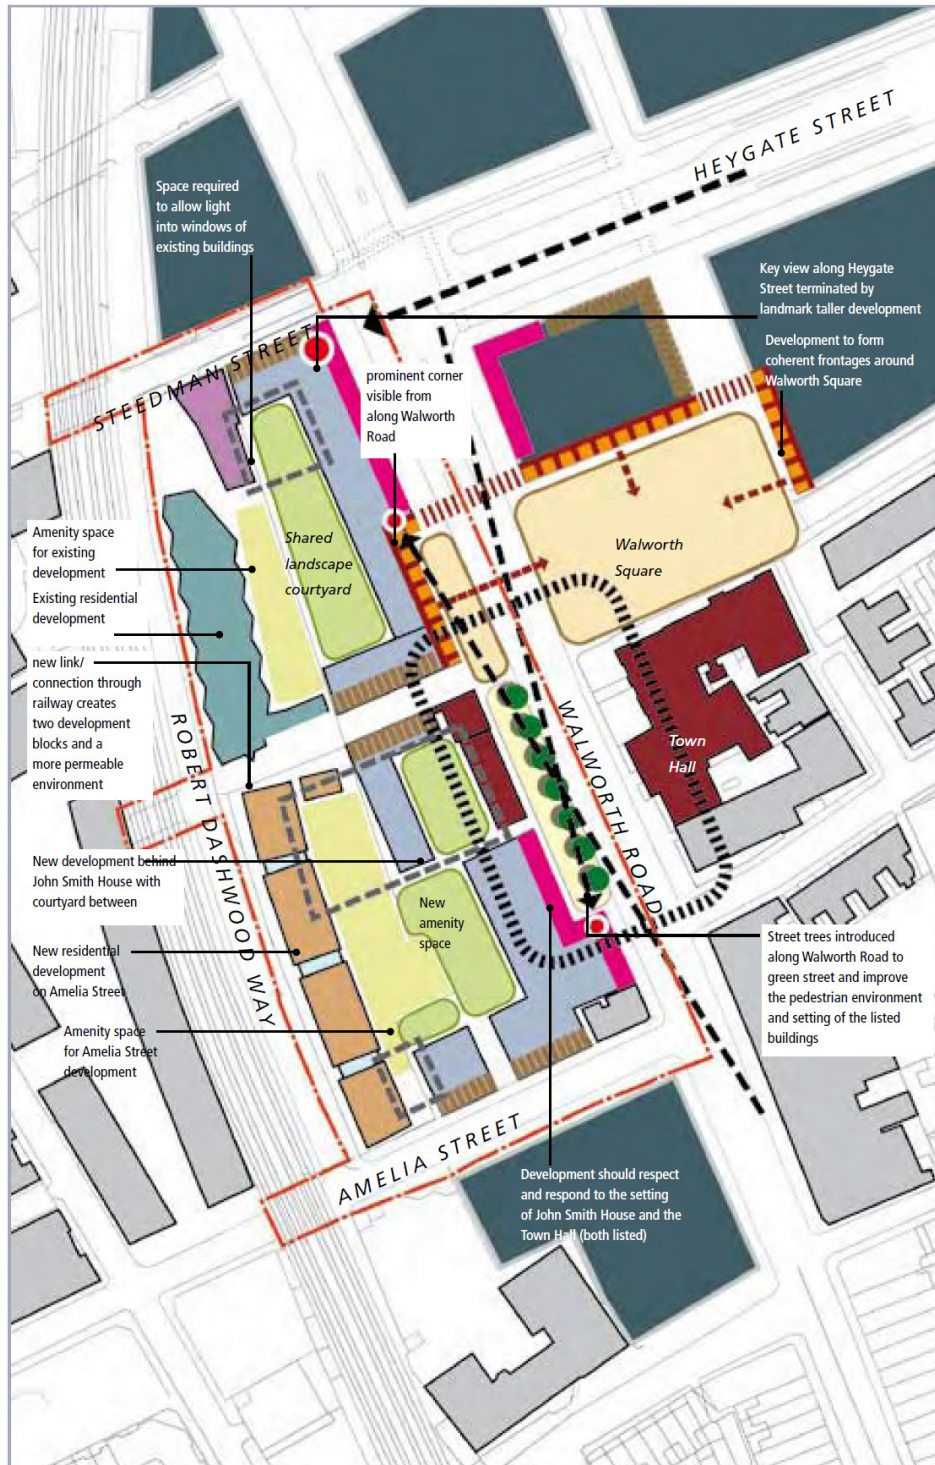 HEYGATE STREET
Space required
to allow light
into windows of
existing buildings
Key view along Heygate
Street terminated by
landmark taller development
Development to form
coherent frontages around
Walworth Square
STEEDMAN STREET
prominent corner
visible from
along Walworth
Road
Amenity space
for existing
development
Existing residential
development
Shared
landscape
courtyard
Walworth
Square
new link/
connection through
railway creates
two development
blocks and a
more permeable
environment
ROBERT DASHWOOD WAY
WALWORTH ROAD
Town
Hall
New development behind
John Smith House with
courtyard between
New
amenity
space
New residential
development
on Amelia Street
Street trees introduced
along Walworth Road to
green street and improve
the pedestrian environment
and setting of the listed
buildings
Amenity space
for Amelia Street
development
AMELIA STREET
Development should respect
and respond to the setting
of John Smith House and the
Town Hall (both listed)